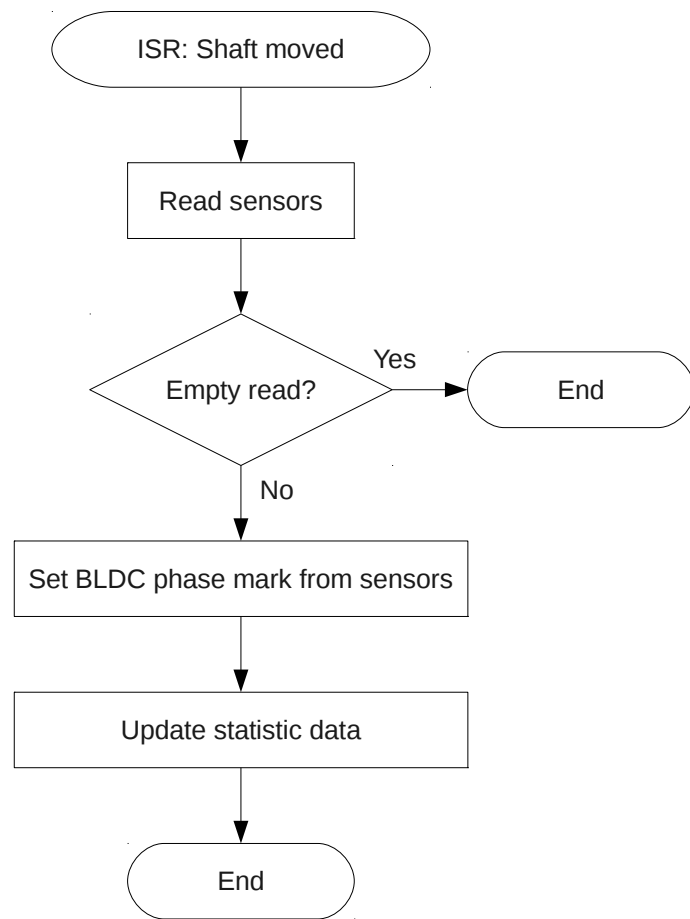 ISR: Shaft moved
Read sensors
Empty read?
Yes
End
No
Set BLDC phase mark from sensors
Update statistic data
End